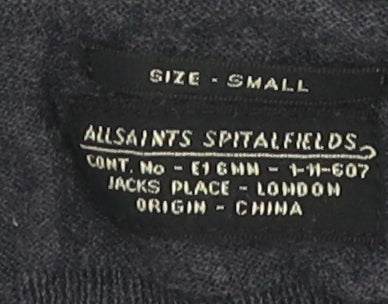 SIZE - SMALL
ALLSAINTS SPITALFIELDS
CONT. No - E1 6NN - 1-11-607
JACKS PLACE - LONDON
ORIGIN - CHINA